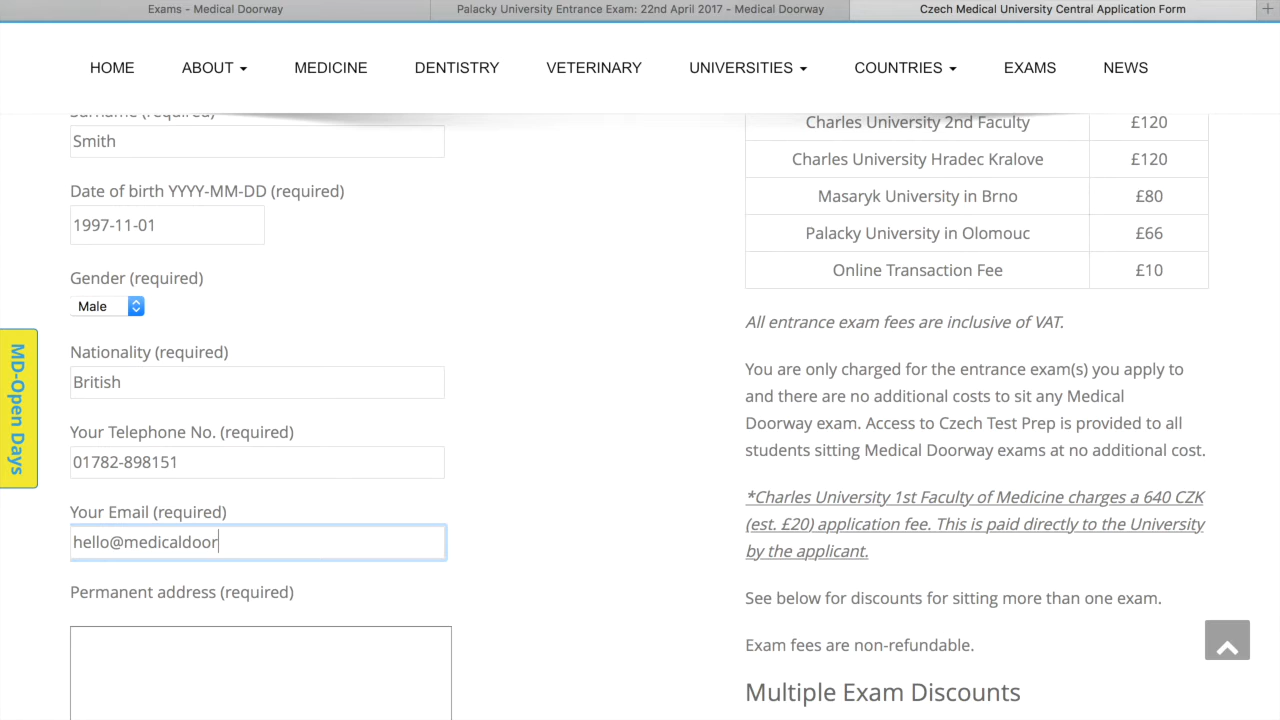 Exams - Medical Doorway
Palacky University Entrance Exam: 22nd April 2017 - Medical Doorway
Czech Medical University Central Application Form
HOME
ABOUT
MEDICINE
DENTISTRY
VETERINARY
UNIVERSITIES
COUNTRIES
EXAMS
NEWS
Surname (required)
Smith
Date of birth YYYY-MM-DD (required)
1997-11-01
Gender (required)
Male
Nationality (required)
British
Your Telephone No. (required)
01782-898151
Your Email (required)
hello@medicaldoor
Permanent address (required)
MD-Open Days
Charles University 2nd Faculty £120
Charles University Hradec Kralove £120
Masaryk University in Brno £80
Palacky University in Olomouc £66
Online Transaction Fee £10
All entrance exam fees are inclusive of VAT.
You are only charged for the entrance exam(s) you apply to
and there are no additional costs to sit any Medical
Doorway exam. Access to Czech Test Prep is provided to all
students sitting Medical Doorway exams at no additional cost.
*Charles University 1st Faculty of Medicine charges a 640 CZK
(est. £20) application fee. This is paid directly to the University
by the applicant.
See below for discounts for sitting more than one exam.
Exam fees are non-refundable.
Multiple Exam Discounts